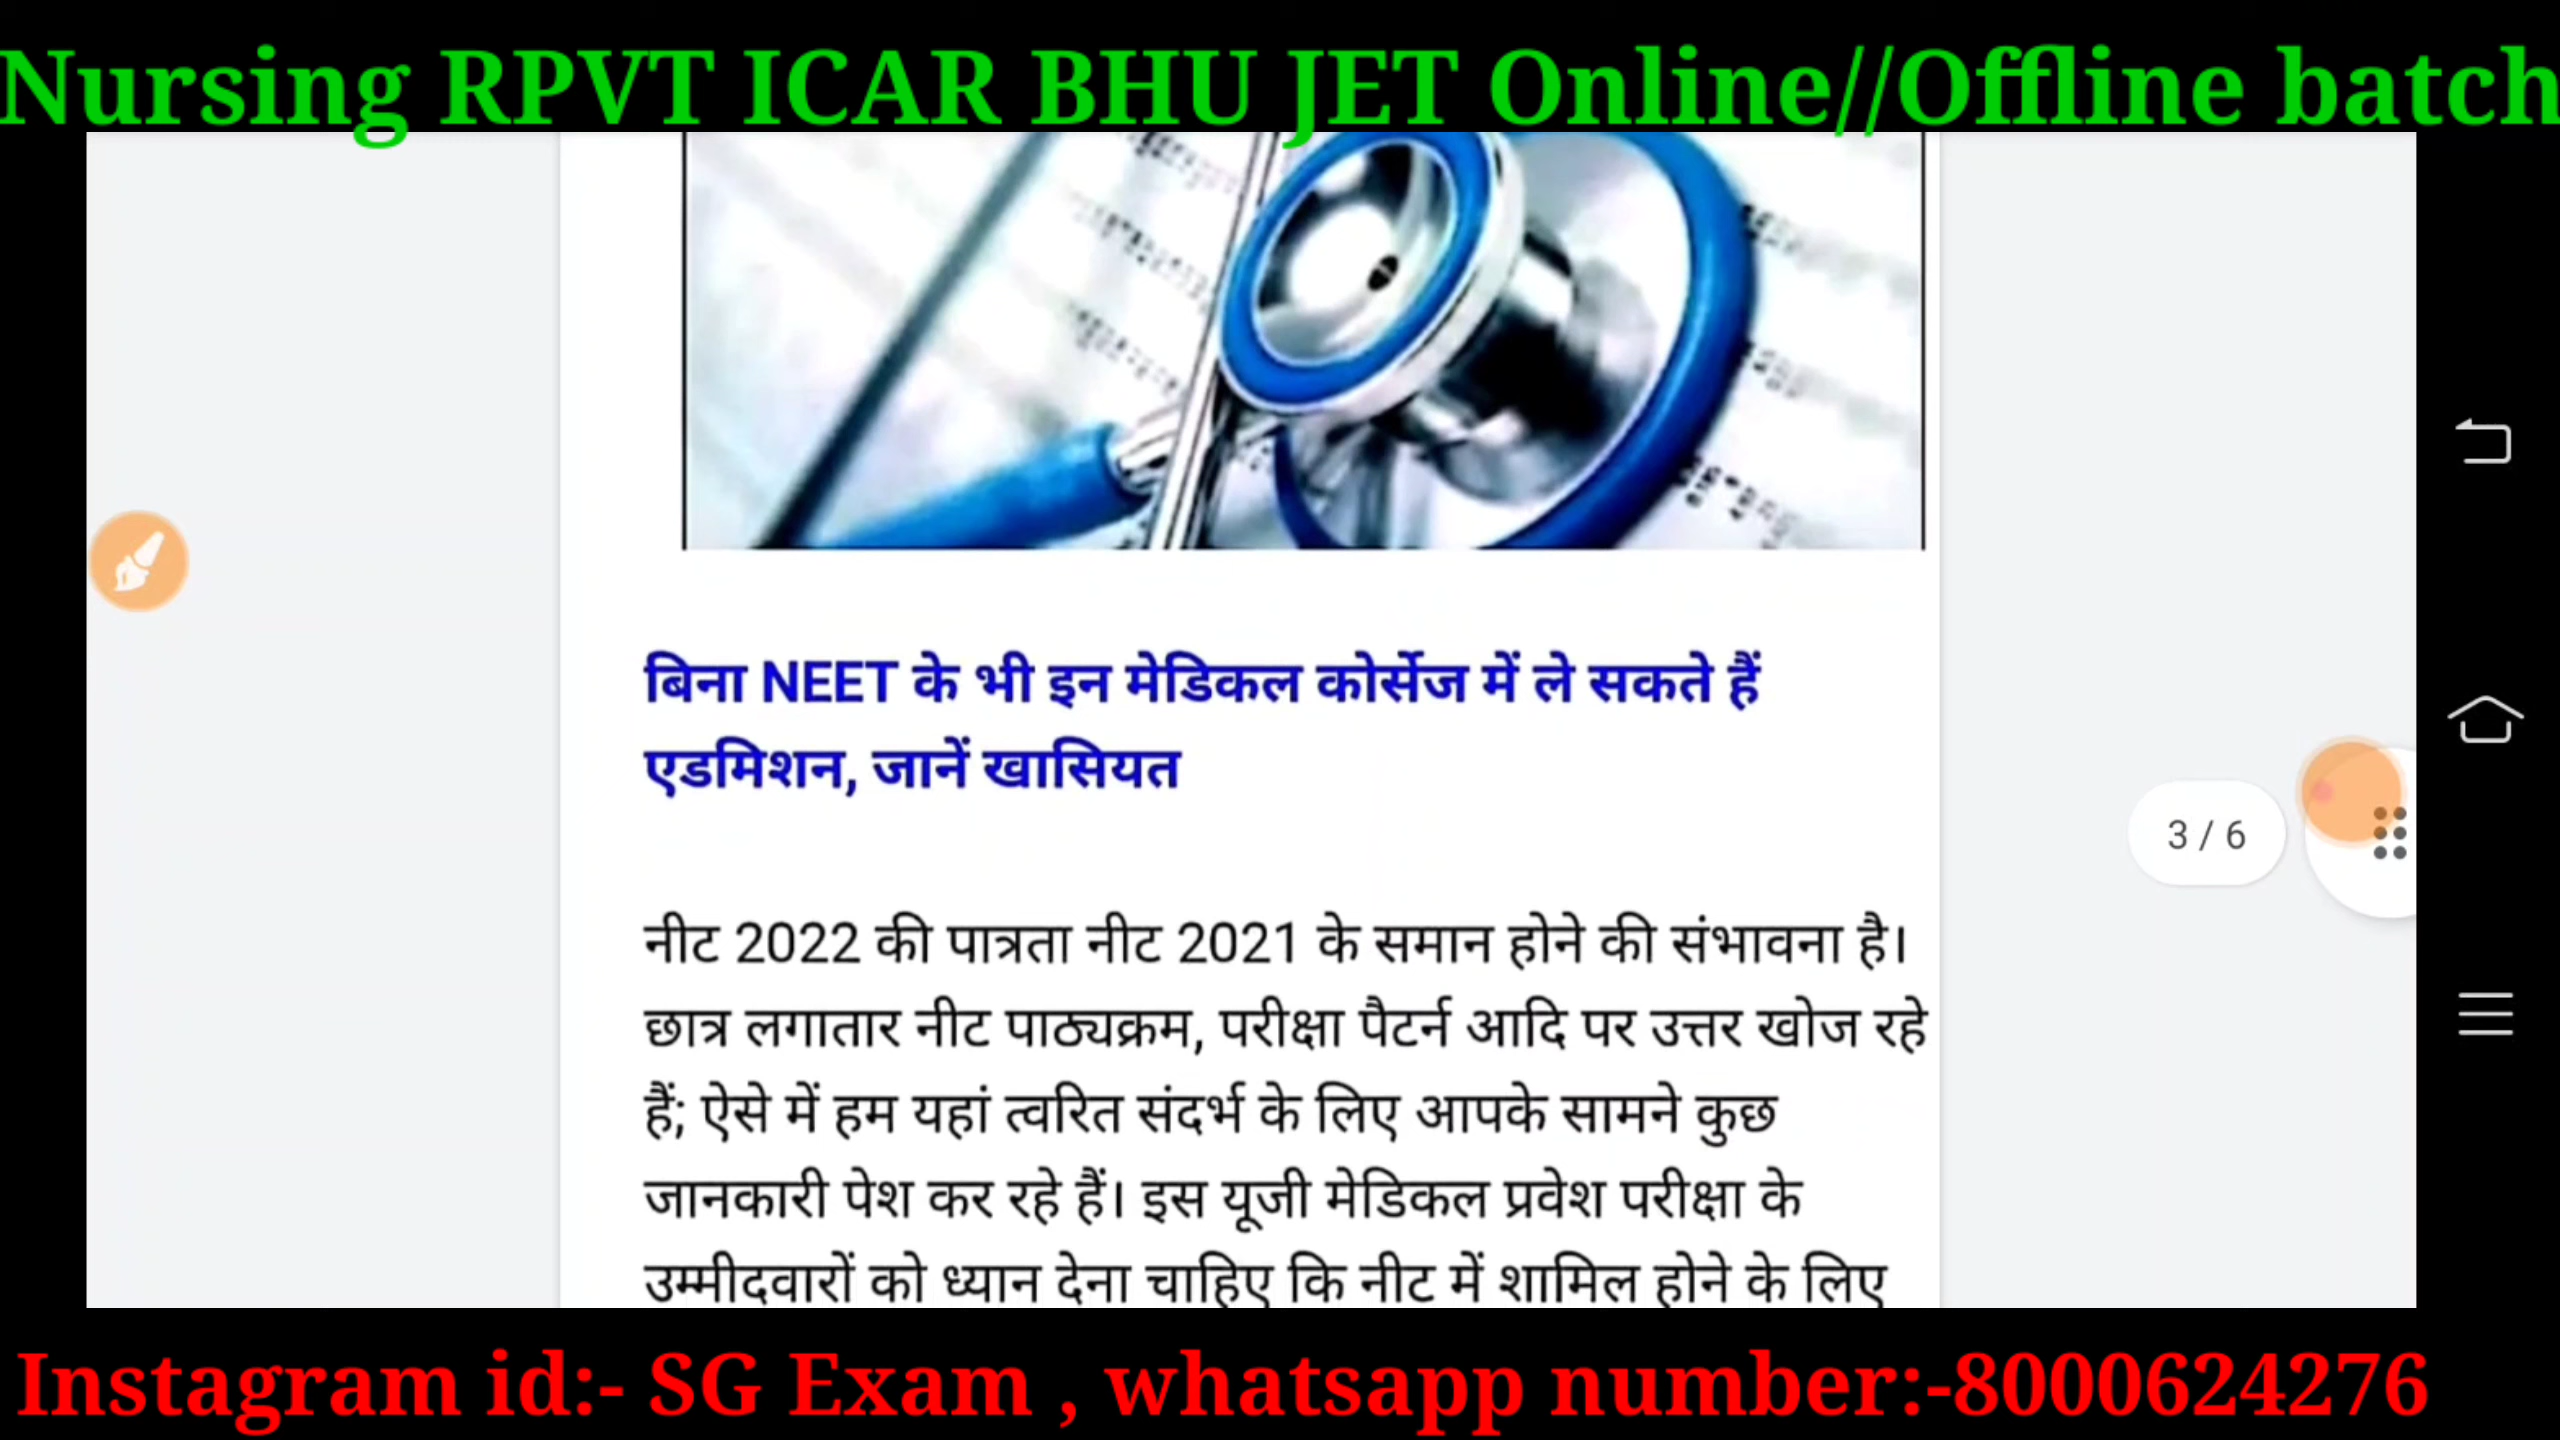 Nursing RPVT ICAR BHU JET Online//Offline batch
बिना NEET के भी इन मेडिकल कोर्सेज में ले सकते हैं
एडमिशन, जानें खासियत
3 / 6
नीट 2022 की पात्रता नीट 2021 के समान होने की संभावना है।
छात्र लगातार नीट पाठ्यक्रम, परीक्षा पैटर्न आदि पर उत्तर खोज रहे
हैं; ऐसे में हम यहां त्वरित संदर्भ के लिए आपके सामने कुछ
जानकारी पेश कर रहे हैं। इस यूजी मेडिकल प्रवेश परीक्षा के
उम्मीदवारों को ध्यान देना चाहिए कि नीट में शामिल होने के लिए
Instagram id:- SG Exam , whatsapp number:-8000624276